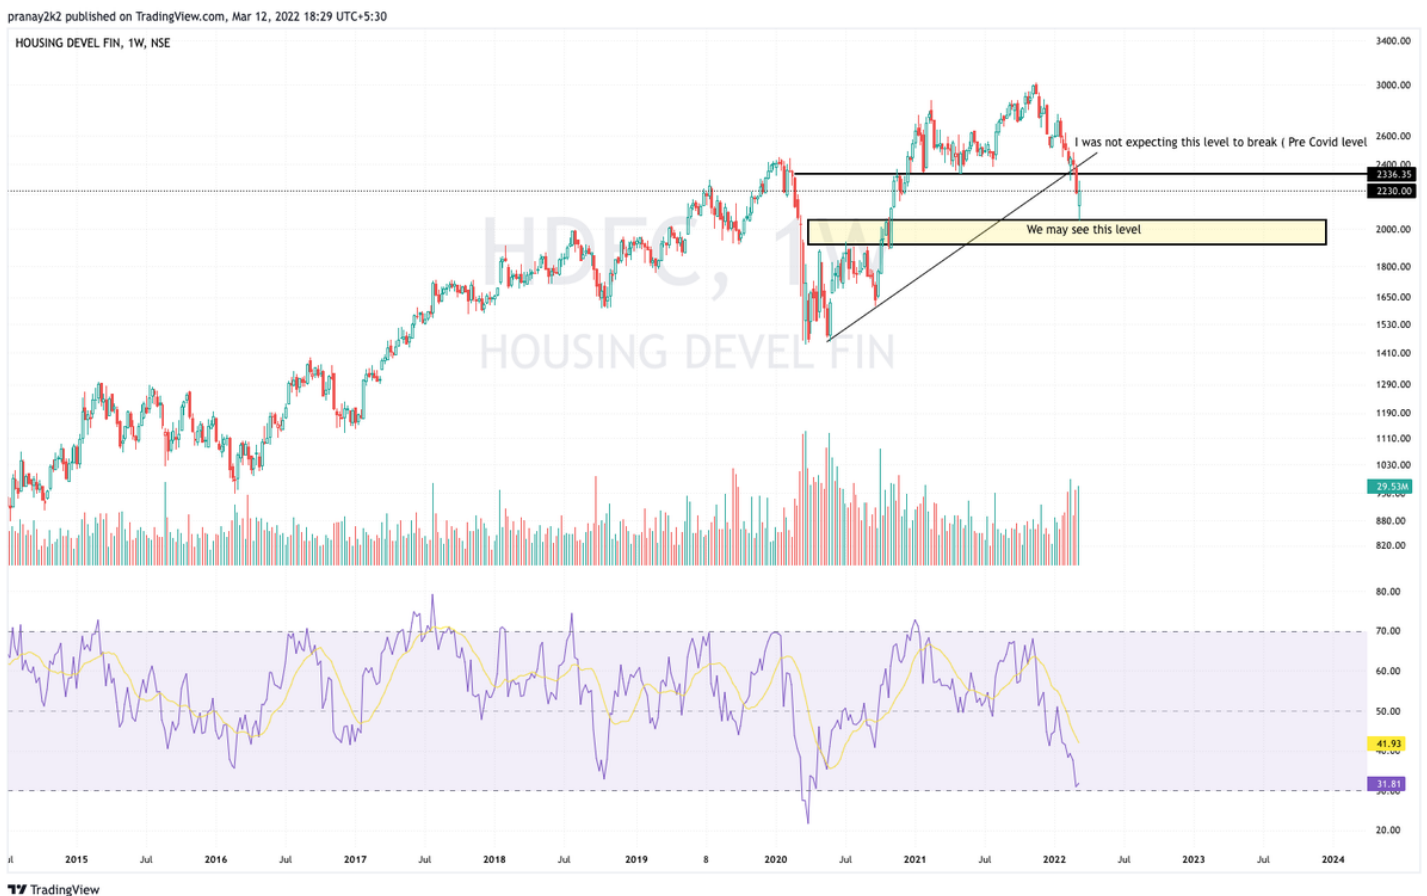 pranay2k2 published on TradingView.com, Mar 12, 2022 18:29 UTC+5:30
HOUSING DEVEL FIN, 1W, NSE
3400.00
3000.00
I was not expecting this level to break ( Pre Covid level
2600.00
2400.00
2336.35
2230.00
We may see this level
2000.00
HDFC, 1W
1800.00
1650.00
1530.00
HOUSING DEVEL FIN
1410.00
1290.00
1190.00
1110.00
1030.00
29.53M
880.00
820.00
80.00
70.00
60.00
50.00
41.93
40.00
31.81
30.00
20.00
2015 Jul 2016 Jul 2017 Jul 2018 Jul 2019 8 2020 Jul 2021 Jul 2022 Jul 2023 Jul 2024
TradingView